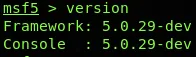 msf5 > version
Framework: 5.0.29-dev
Console  : 5.0.29-dev